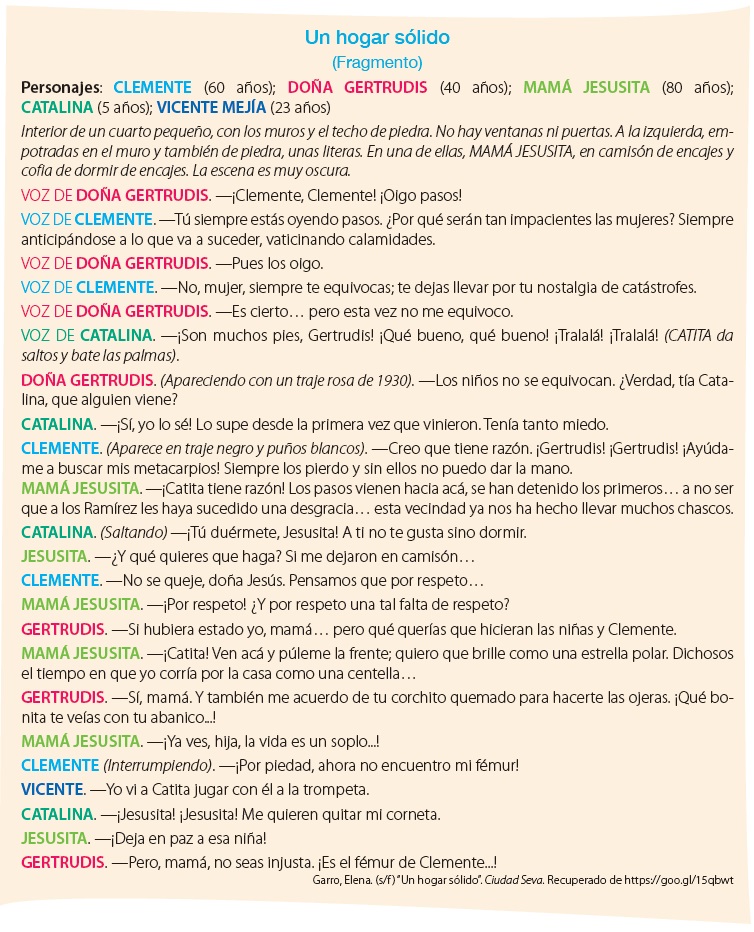 Un hogar sólido
(Fragmento)
Personajes: CLEMENTE (60 años); DOÑA GERTRUDIS (40 años); MAMÁ JESUSITA (80 años);
CATALINA (5 años); VICENTE MEJÍA (23 años)
Interior de un cuarto pequeño, con los muros y el techo de piedra. No hay ventanas ni puertas. A la izquierda, em-
potradas en el muro y también de piedra, unas literas. En una de ellas, MAMÁ JESUSITA, en camisón de encajes y
cofia de dormir de encajes. La escena es muy oscura.
VOZ DE DOÑA GERTRUDIS. —¡Clemente, Clemente! ¡Oigo pasos!
VOZ DE CLEMENTE. —Tú siempre estás oyendo pasos. ¿Por qué serán tan impacientes las mujeres? Siempre
anticipándose a lo que va a suceder, vaticinando calamidades.
VOZ DE DOÑA GERTRUDIS. —Pues los oigo.
VOZ DE CLEMENTE. —No, mujer, siempre te equivocas; te dejas llevar por tu nostalgia de catástrofes.
VOZ DE DOÑA GERTRUDIS. —Es cierto… pero esta vez no me equivoco.
VOZ DE CATALINA. —¡Son muchos pies, Gertrudis! ¡Qué bueno, qué bueno! ¡Tralalá! ¡Tralalá! (CATITA da
saltos y bate las palmas).
DOÑA GERTRUDIS. (Apareciendo con un traje rosa de 1930). —Los niños no se equivocan. ¿Verdad, tía Cata-
lina, que alguien viene?
CATALINA. —¡Sí, yo lo sé! Lo supe desde la primera vez que vinieron. Tenía tanto miedo.
CLEMENTE. (Aparece en traje negro y puños blancos). —Creo que tiene razón. ¡Gertrudis! ¡Gertrudis! ¡Ayúda-
me a buscar mis metacarpios! Siempre los pierdo y sin ellos no puedo dar la mano.
MAMÁ JESUSITA. —¡Catita tiene razón! Los pasos vienen hacia acá, se han detenido los primeros… a no ser
que a los Ramírez les haya sucedido una desgracia… esta vecindad ya nos ha hecho llevar muchos chascos.
CATALINA. (Saltando) —¡Tú duérmete, Jesusita! A ti no te gusta sino dormir.
JESUSITA. —¿Y qué quieres que haga? Si me dejaron en camisón…
CLEMENTE. —No se queje, doña Jesús. Pensamos que por respeto…
MAMÁ JESUSITA. —¡Por respeto! ¿Y por respeto una tal falta de respeto?
GERTRUDIS. —Si hubiera estado yo, mamá… pero qué querías que hicieran las niñas y Clemente.
MAMÁ JESUSITA. —¡Catita! Ven acá y púleme la frente; quiero que brille como una estrella polar. Dichosos
el tiempo en que yo corría por la casa como una centella…
GERTRUDIS. —Sí, mamá. Y también me acuerdo de tu corchito quemado para hacerte las ojeras. ¡Qué bo-
nita te veías con tu abanico...!
MAMÁ JESUSITA. —¡Ya ves, hija, la vida es un soplo...!
CLEMENTE (Interrumpiendo). —¡Por piedad, ahora no encuentro mi fémur!
VICENTE. —Yo vi a Catita jugar con él a la trompeta.
CATALINA. —¡Jesusita! ¡Jesusita! Me quieren quitar mi corneta.
JESUSITA. —¡Deja en paz a esa niña!
GERTRUDIS. —Pero, mamá, no seas injusta. ¡Es el fémur de Clemente...!
Garro, Elena. (s/f) “Un hogar sólido”. Ciudad Seva. Recuperado de https://goo.gl/15qbwt